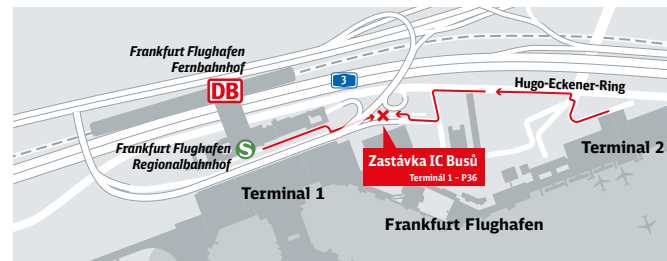 Frankfurt Flughafen
Fernbahnhof
DB
3
Hugo-Eckener-Ring
Frankfurt Flughafen
Regionalbahnhof
S
Zastávka IC Busů
Terminál 1 - P36
Terminal 2
Terminal 1
Frankfurt Flughafen